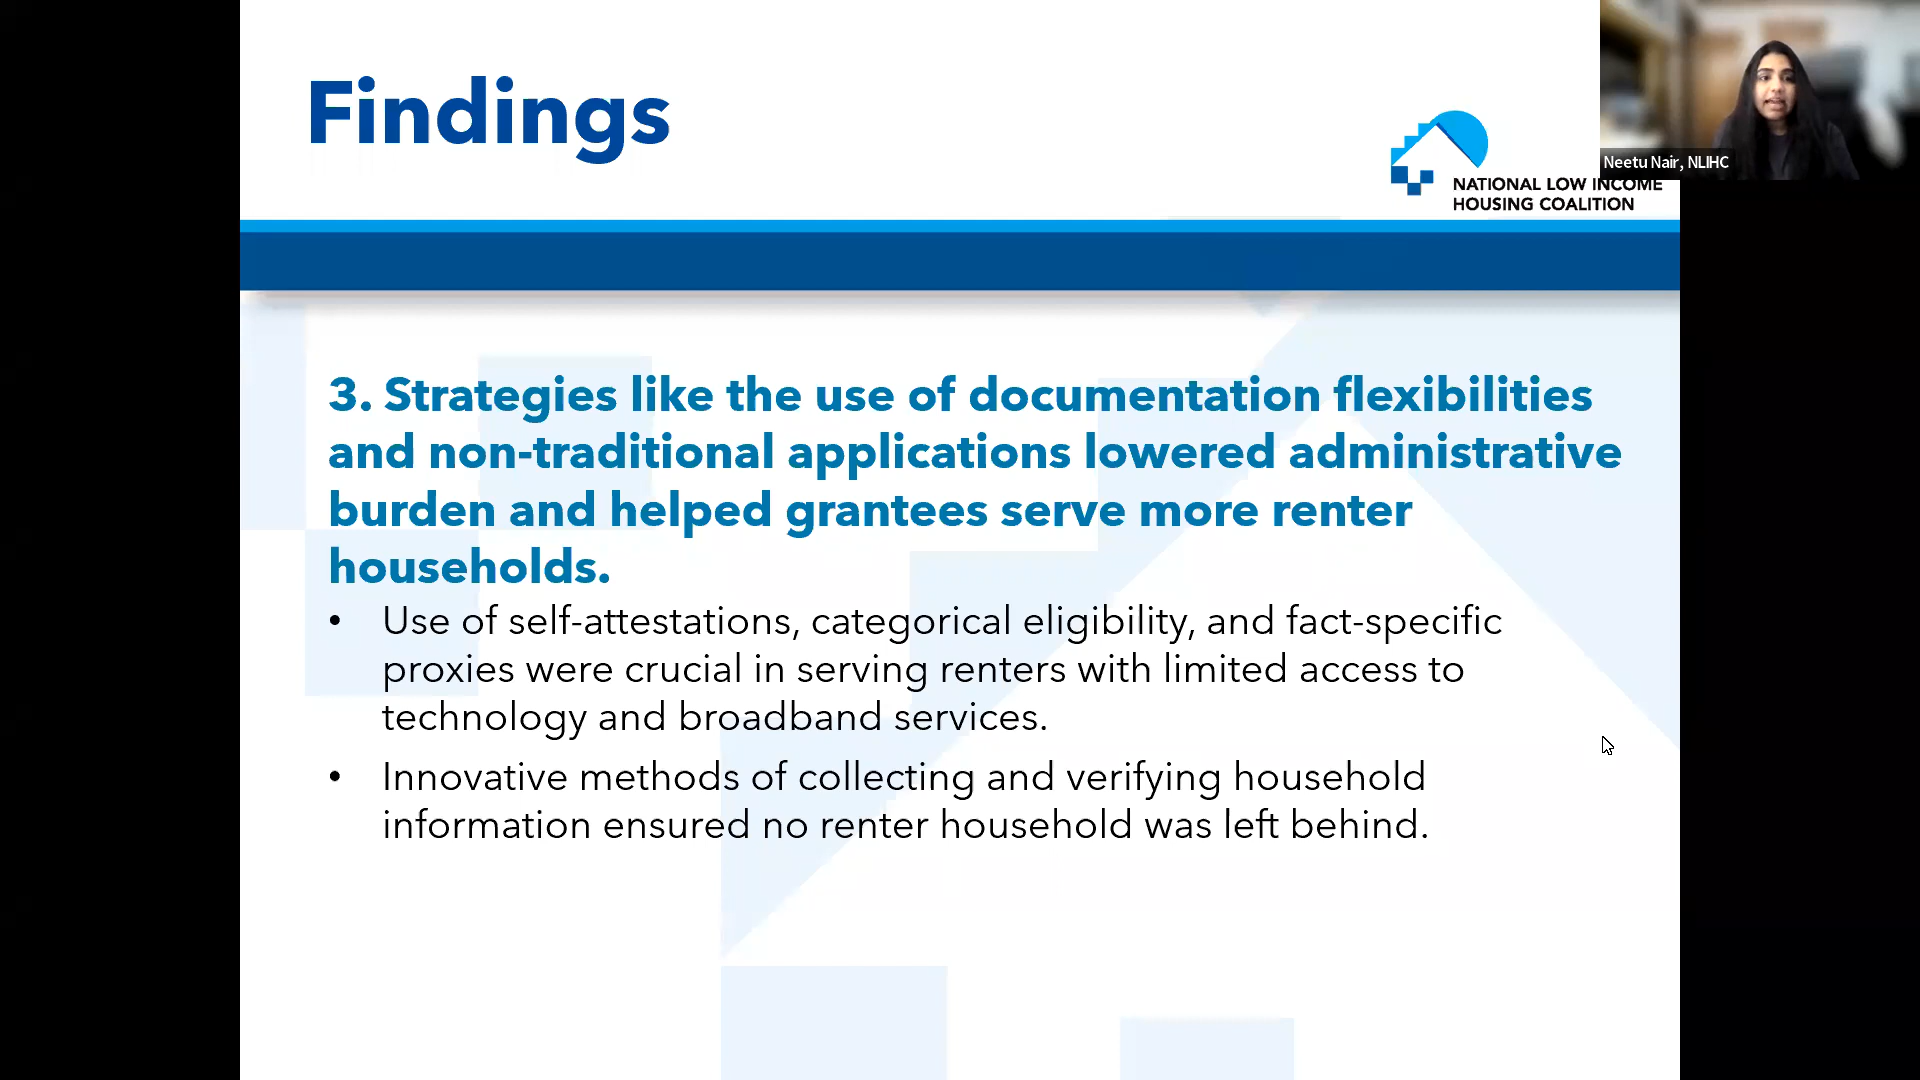 Findings
Neetu Nair, NLIHC
NATIONAL LOW INCOME
HOUSING COALITION
3. Strategies like the use of documentation flexibilities
and non-traditional applications lowered administrative
burden and helped grantees serve more renter
households.
• Use of self-attestations, categorical eligibility, and fact-specific
proxies were crucial in serving renters with limited access to
technology and broadband services.
• Innovative methods of collecting and verifying household
information ensured no renter household was left behind.